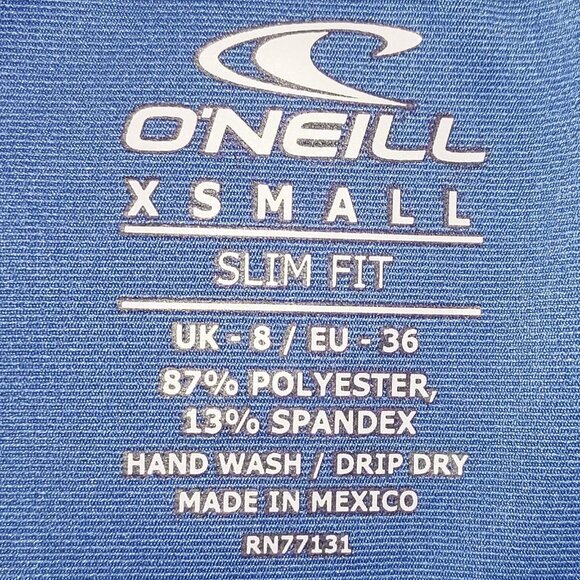 O'NEILL
X SMALL
SLIM FIT
UK - 8 / EU - 36
87% POLYESTER,
13% SPANDEX
HAND WASH / DRIP DRY
MADE IN MEXICO
RN77131